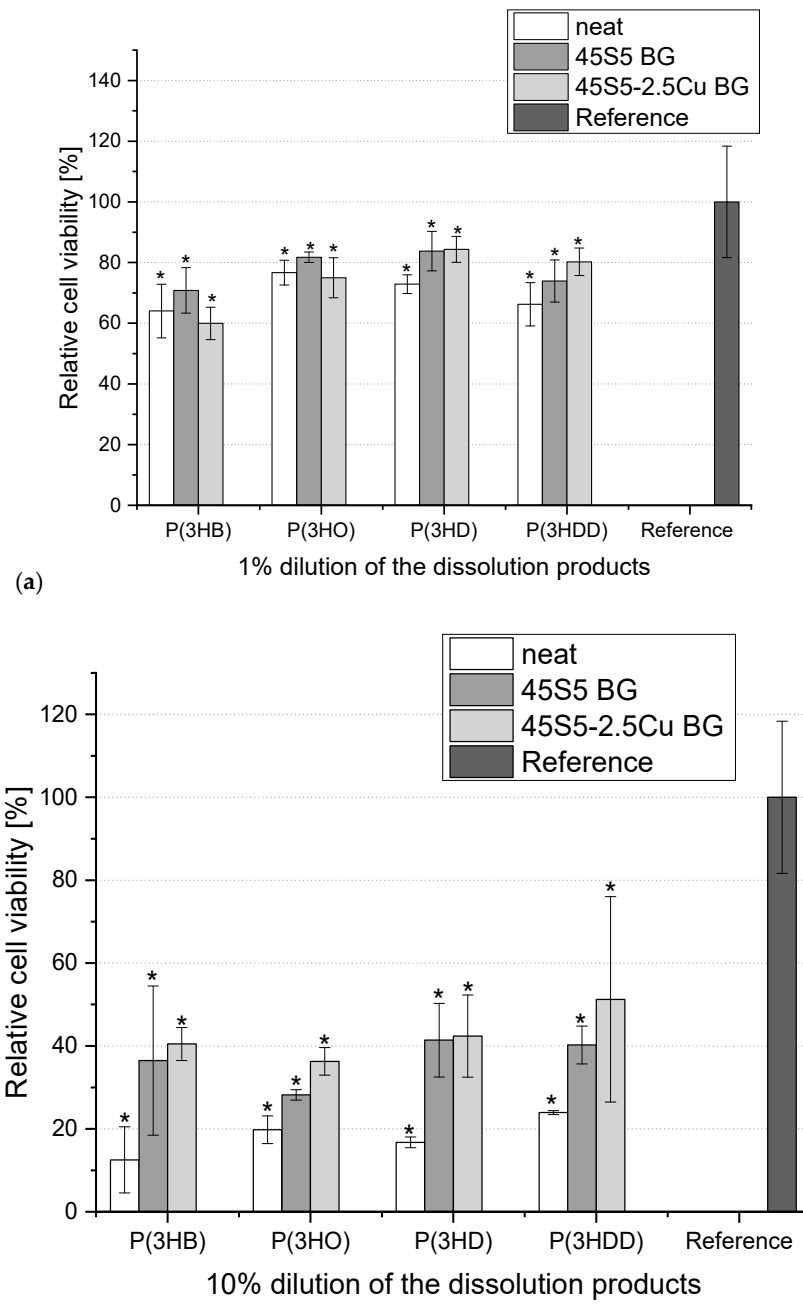 neat
45S5 BG
45S5-2.5Cu BG
Reference
Relative cell viability [%]
140
120
100
80
60
40
20
0
* * * * * * * * * * * *
P(3HB) P(3HO) P(3HD) P(3HDD) Reference
1% dilution of the dissolution products
(a)
neat
45S5 BG
45S5-2.5Cu BG
Reference
Relative cell viability [%]
120
100
80
60
40
20
0
* * * * * * * * * * * *
P(3HB) P(3HO) P(3HD) P(3HDD) Reference
10% dilution of the dissolution products